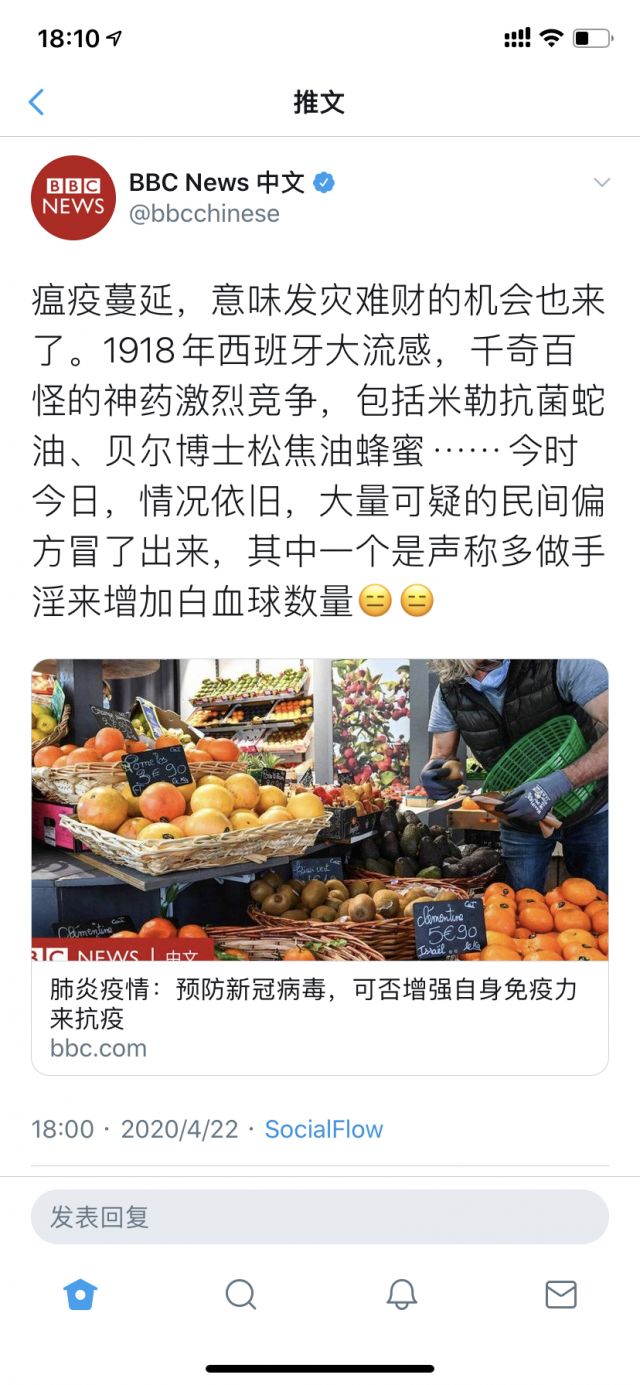 18:10
推文
BBC NEWS
BBC News 中文
@bbcchinese
瘟疫蔓延，意味发灾难财的机会也来
了。1918年西班牙大流感，千奇百
怪的神药激烈竞争，包括米勒抗菌蛇
油、贝尔博士松焦油蜂蜜……今时
今日，情况依旧，大量可疑的民间偏
方冒了出来，其中一个是声称多做手
淫来增加白血球数量😑😑
Pomelos
3€90
Clémentine
Clémentine
5€90
Israël
BBC NEWS | 中文
肺炎疫情：预防新冠病毒，可否增强自身免疫力
来抗疫
bbc.com
18:00 · 2020/4/22 · SocialFlow
发表回复